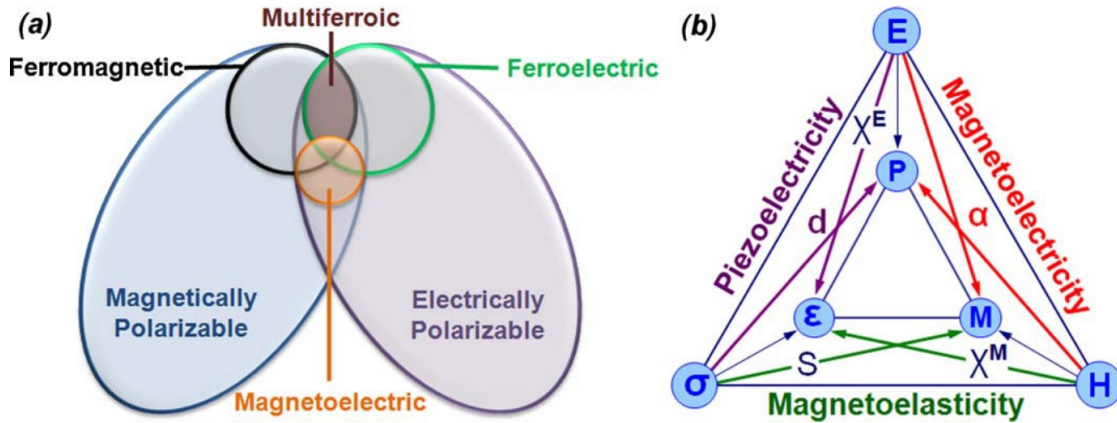 (a)
Multiferroic
Ferromagnetic
Ferroelectric
Magnetically
Polarizable
Electrically
Polarizable
Magnetoelectric
(b)
E
χᴱ
P
Piezoelectricity
Magnetoelectricity
d
α
ε
M
S
χᴹ
σ
H
Magnetoelasticity